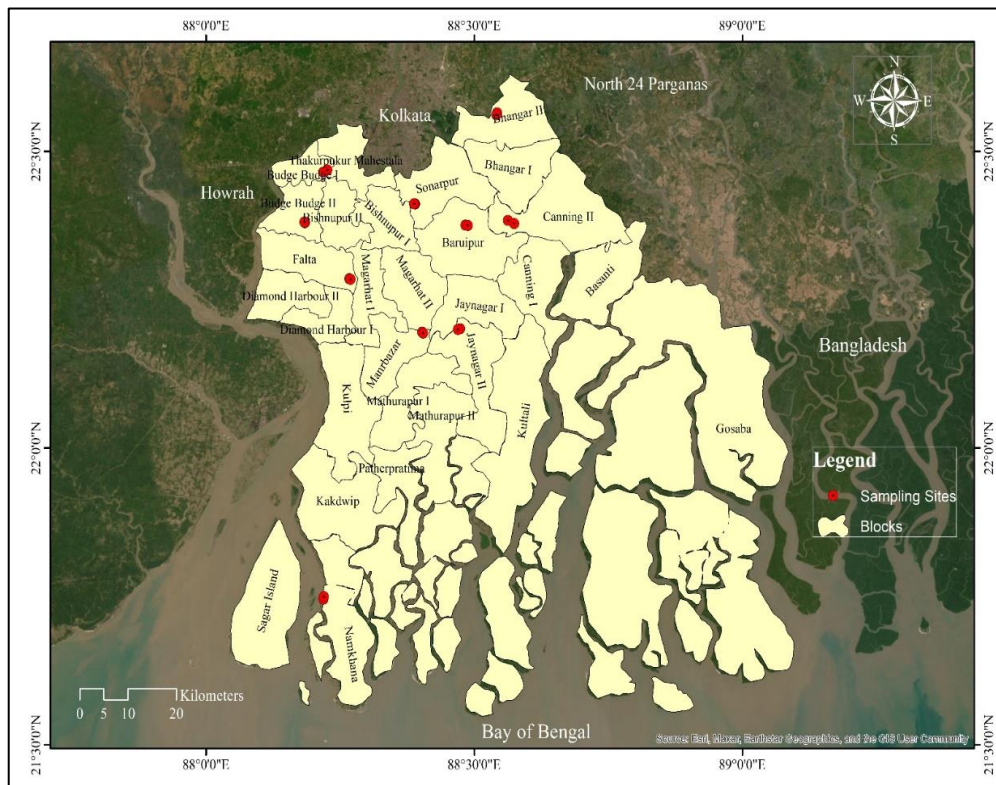 88°0'0"E
88°30'0"E
89°0'0"E
North 24 Parganas
Kolkata
N
W
E
S
Bhangar II
22°30'0"N
22°30'0"N
Thakurpukur Mahestala
Budge Budge I
Bhangar I
Howrah
Sonarpur
Budge Budge II
Bishnupur II
Bishnupur I
Canning II
Baruipur
Falta
Magarhat I
Magarhat II
Canning I
Basanti
Diamond Harbour II
Jaynagar I
Diamond Harbour I
Manrbazar
Jaynagar II
Bangladesh
Kulpi
Mathurapur I
Mathurapur II
Kultali
Gosaba
22°0'0"N
22°0'0"N
Legend
Patherpratima
Sampling Sites
Kakdwip
Blocks
Sagar Island
Namkhana
Kilometers
0 5 10 20
Bay of Bengal
Source: Esri, Maxar, Earthstar Geographics, and the GIS User Community
21°30'0"N
21°30'0"N
88°0'0"E
88°30'0"E
89°0'0"E